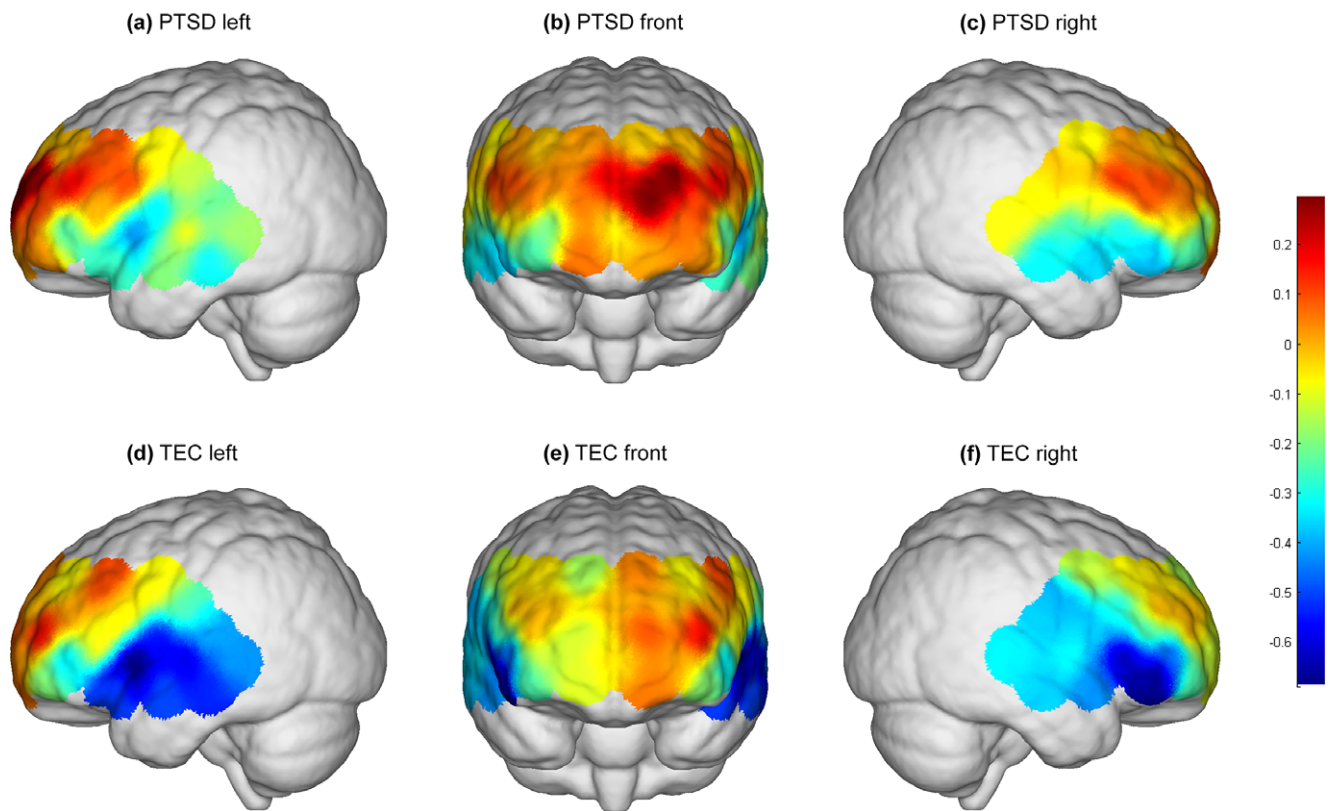 (a) PTSD left
(b) PTSD front
(c) PTSD right
0.2
0.1
0
-0.1
-0.2
-0.3
-0.4
-0.5
-0.6
(d) TEC left
(e) TEC front
(f) TEC right